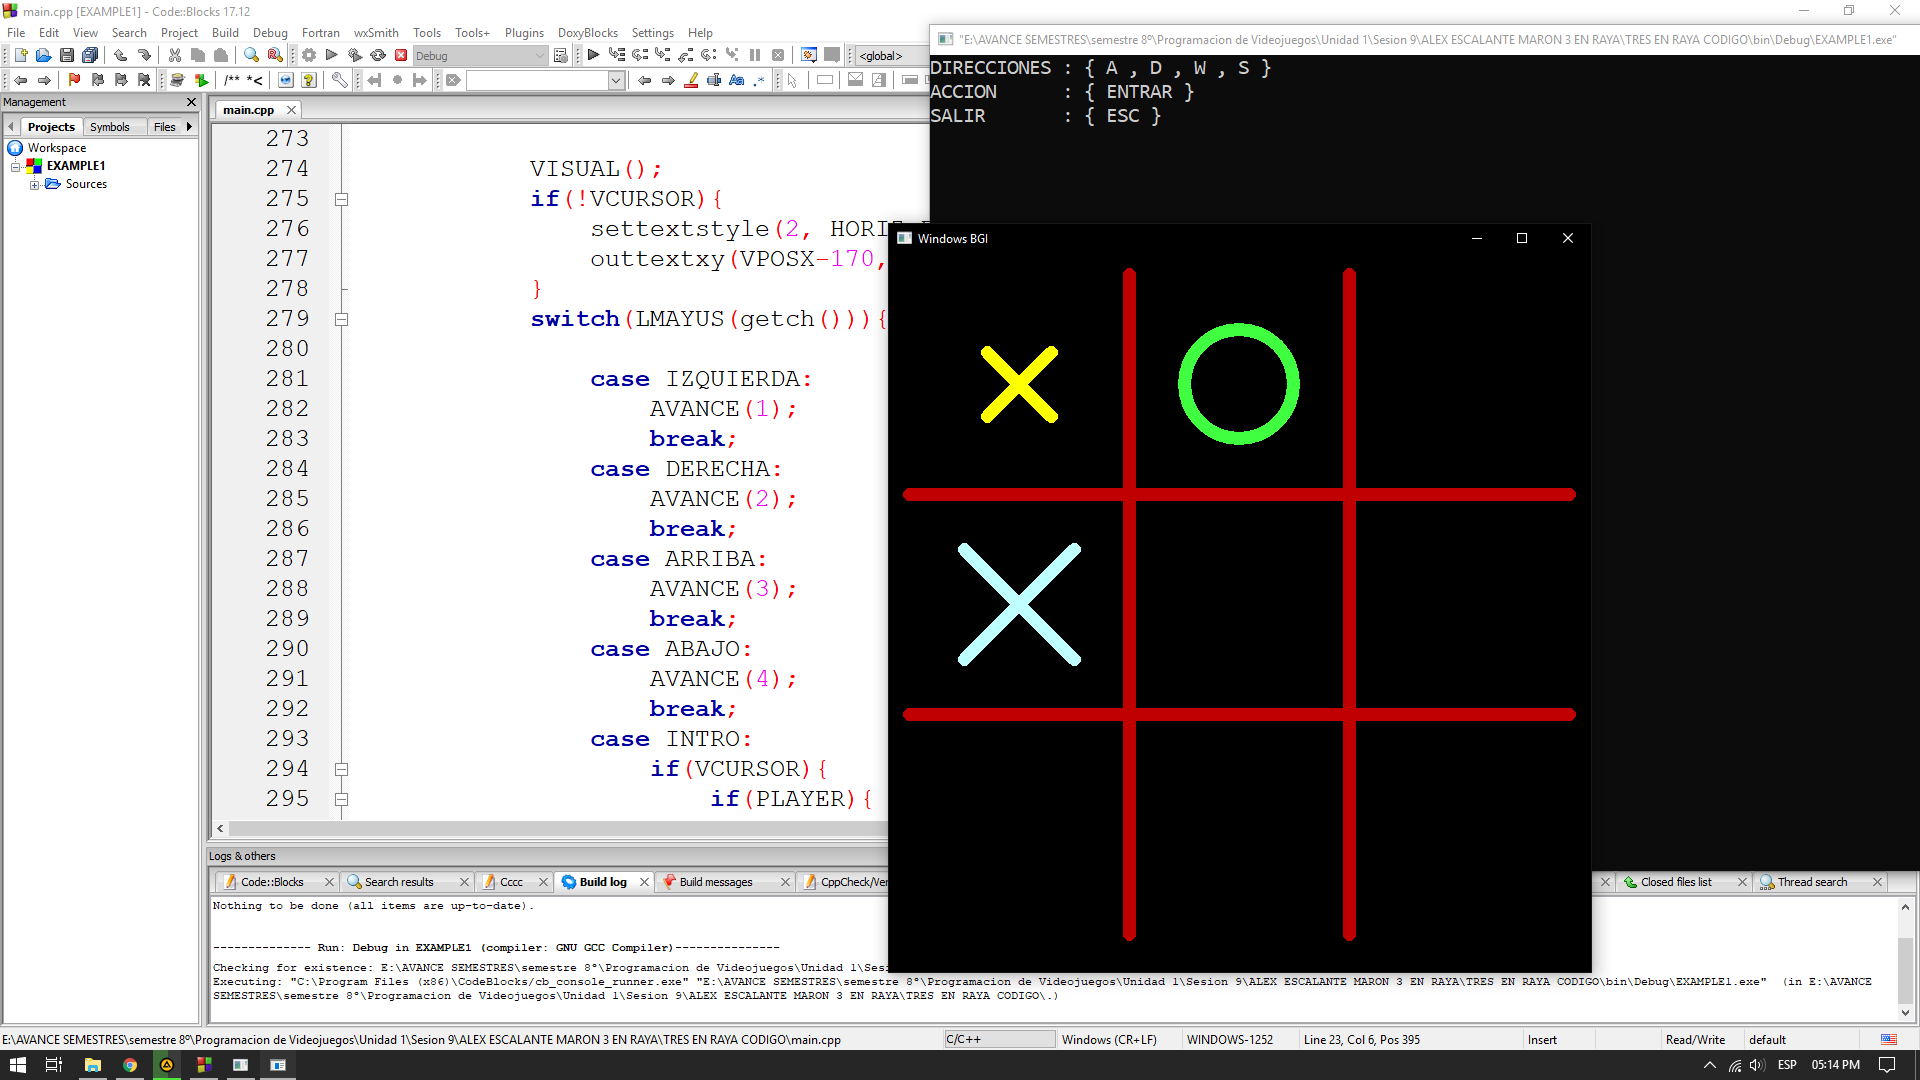 main.cpp [EXAMPLE1] - Code::Blocks 17.12
File Edit View Search Project Build Debug Fortran wxSmith Tools Tools+ Plugins DoxyBlocks Settings Help
Debug
<global>
/** *<
Aa .*
Management
Projects Symbols Files
Workspace
EXAMPLE1
Sources
main.cpp
273
274 VISUAL();
275 if(!VCURSOR){
276 settextstyle(2, HORI
277 outtextxy(VPOSX-170,
278 }
279 switch(LMAYUS(getch())){
280
281 case IZQUIERDA:
282 AVANCE(1);
283 break;
284 case DERECHA:
285 AVANCE(2);
286 break;
287 case ARRIBA:
288 AVANCE(3);
289 break;
290 case ABAJO:
291 AVANCE(4);
292 break;
293 case INTRO:
294 if(VCURSOR){
295 if(PLAYER){
"E:\AVANCE SEMESTRES\semestre 8º\Programacion de Videojuegos\Unidad 1\Sesion 9\ALEX ESCALANTE MARON 3 EN RAYA\TRES EN RAYA CODIGO\bin\Debug\EXAMPLE1.exe"
DIRECCIONES : { A , D , W , S }
ACCION : { ENTRAR }
SALIR : { ESC }
Windows BGI
Logs & others
Code::Blocks Search results Cccc Build log Build messages CppCheck/Ver Closed files list Thread search
Nothing to be done (all items are up-to-date).
-------------- Run: Debug in EXAMPLE1 (compiler: GNU GCC Compiler)---------------
Checking for existence: E:\AVANCE SEMESTRES\semestre 8º\Programacion de Videojuegos\Unidad 1\Sesi
Executing: "C:\Program Files (x86)\CodeBlocks/cb_console_runner.exe" "E:\AVANCE SEMESTRES\semestre 8º\Programacion de Videojuegos\Unidad 1\Sesion 9\ALEX ESCALANTE MARON 3 EN RAYA\TRES EN RAYA CODIGO\bin\Debug\EXAMPLE1.exe" (in E:\AVANCE
SEMESTRES\semestre 8º\Programacion de Videojuegos\Unidad 1\Sesion 9\ALEX ESCALANTE MARON 3 EN RAYA\TRES EN RAYA CODIGO\.)
E:\AVANCE SEMESTRES\semestre 8º\Programacion de Videojuegos\Unidad 1\Sesion 9\ALEX ESCALANTE MARON 3 EN RAYA\TRES EN RAYA CODIGO\main.cpp C/C++ Windows (CR+LF) WINDOWS-1252 Line 23, Col 6, Pos 395 Insert Read/Write default
ESP 05:14 PM